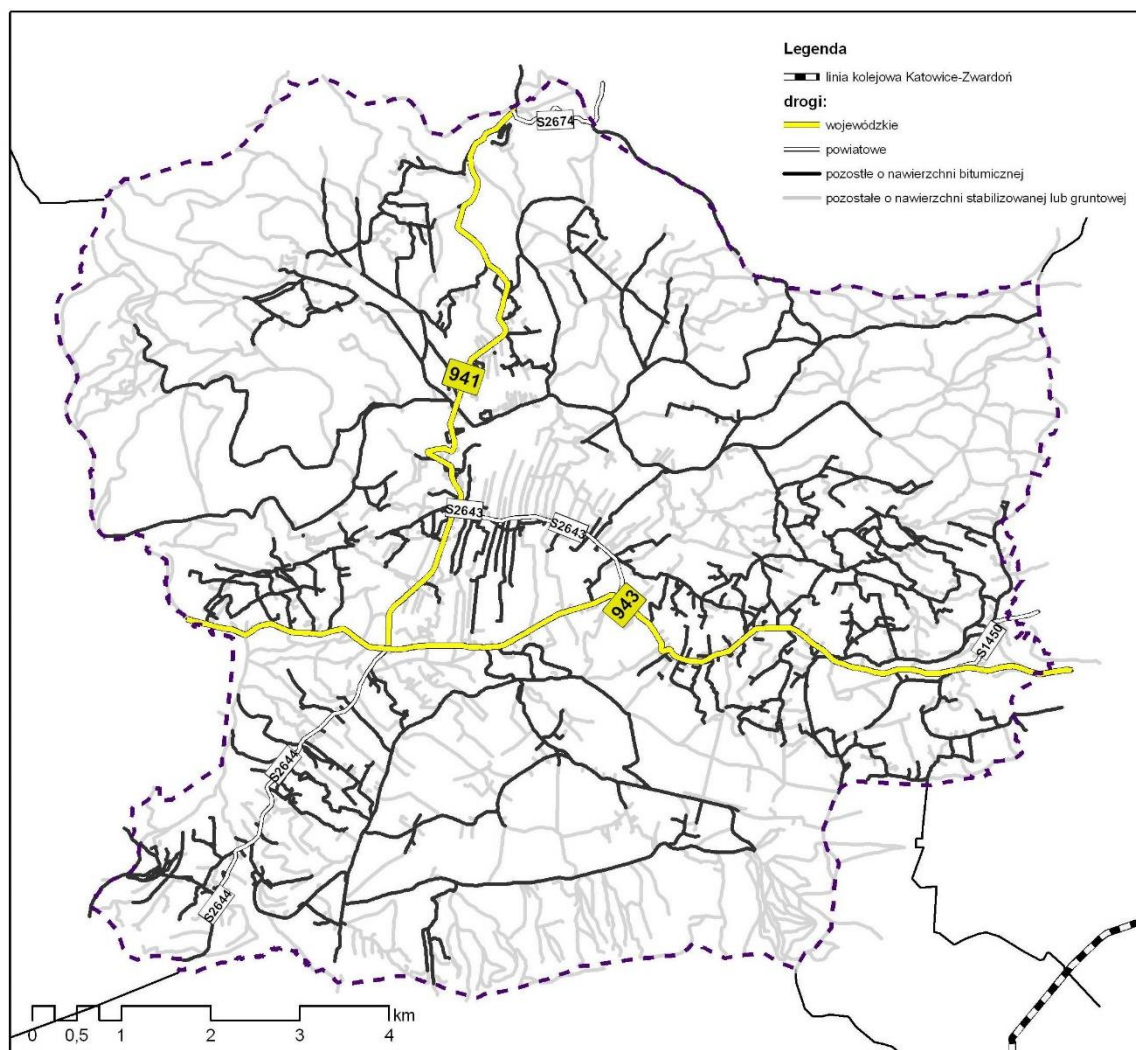 Legenda
linia kolejowa Katowice-Zwardoń
drogi:
wojewódzkie
powiatowe
pozostłe o nawierzchni bitumicznej
pozostałe o nawierzchni stabilizowanej lub gruntowej
S2674
941
S2643
S2643
943
S1450
S2644
S2644
km
0 0,5 1 2 3 4